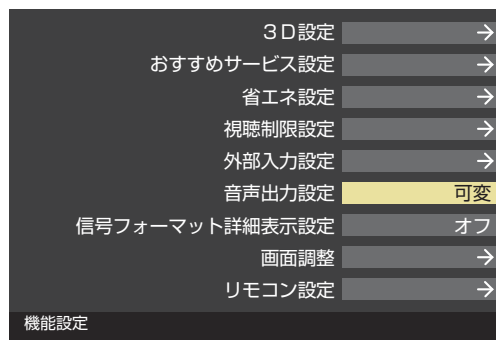 ３Ｄ設定 →
おすすめサービス設定 →
省エネ設定 →
視聴制限設定 →
外部入力設定 →
音声出力設定 可変
信号フォーマット詳細表示設定 オフ
画面調整 →
リモコン設定 →
機能設定